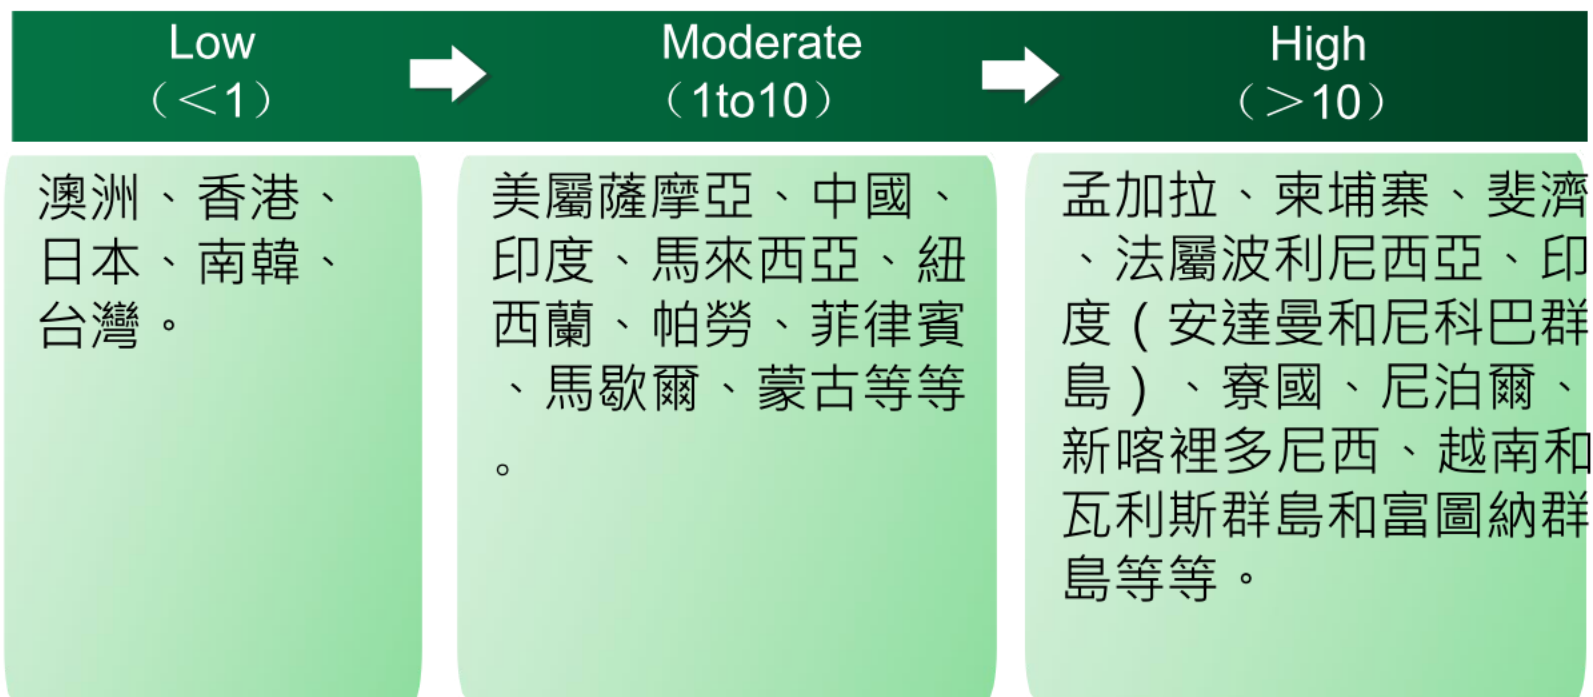 Low
（＜1）
Moderate
（1to10）
High
（＞10）
澳洲、香港、
日本、南韓、
台灣。
美屬薩摩亞、中國、
印度、馬來西亞、紐
西蘭、帕勞、菲律賓
、馬歇爾、蒙古等等
。
孟加拉、柬埔寨、斐濟
、法屬波利尼西亞、印
度（安達曼和尼科巴群
島）、寮國、尼泊爾、
新喀裡多尼西、越南和
瓦利斯群島和富圖納群
島等等。